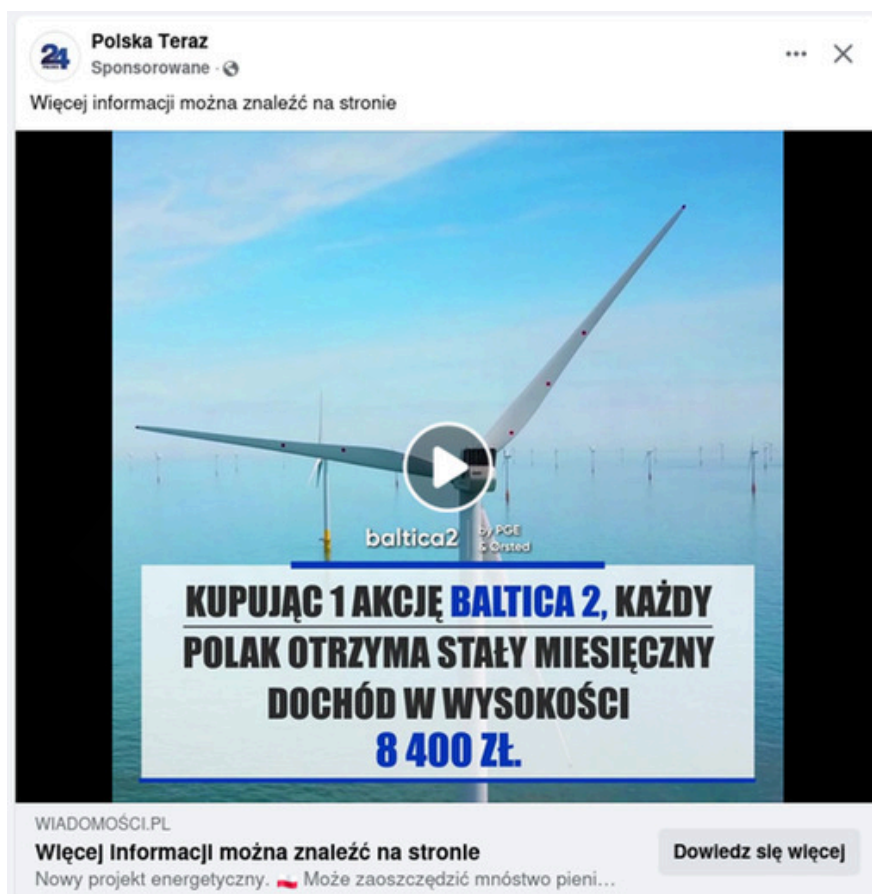 24
Polska Teraz
Sponsorowane ·
Więcej informacji można znaleźć na stronie
baltica2 by PGE
& Ørsted
KUPUJĄC 1 AKCJĘ BALTICA 2, KAŻDY
POLAK OTRZYMA STAŁY MIESIĘCZNY
DOCHÓD W WYSOKOŚCI
8 400 ZŁ.
WIADOMOŚCI.PL
Więcej informacji można znaleźć na stronie
Dowiedz się więcej
Nowy projekt energetyczny. 🇵🇱 Może zaoszczędzić mnóstwo pieni...